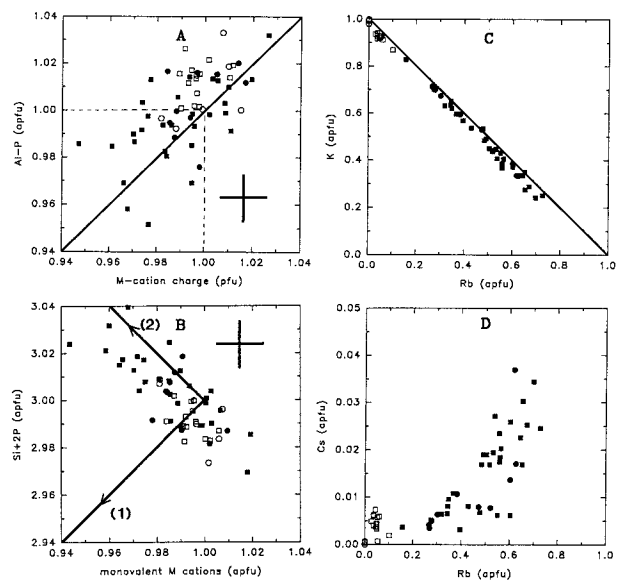 1.04
1.02
1.00
0.98
0.96
0.94
Al-P (apfu)
A
0.94 0.96 0.98 1.00 1.02 1.04
M-cation charge (pfu)
1.0
0.8
0.6
0.4
0.2
0.0
K (apfu)
C
0.0 0.2 0.4 0.6 0.8 1.0
Rb (apfu)
3.04
3.02
3.00
2.98
2.96
2.94
Si+2P (apfu)
(2) B
(1)
0.94 0.96 0.98 1.00 1.02 1.04
monovalent M cations (apfu)
0.05
0.04
0.03
0.02
0.01
0.00
Cs (apfu)
D
0.0 0.2 0.4 0.6 0.8 1.0
Rb (apfu)